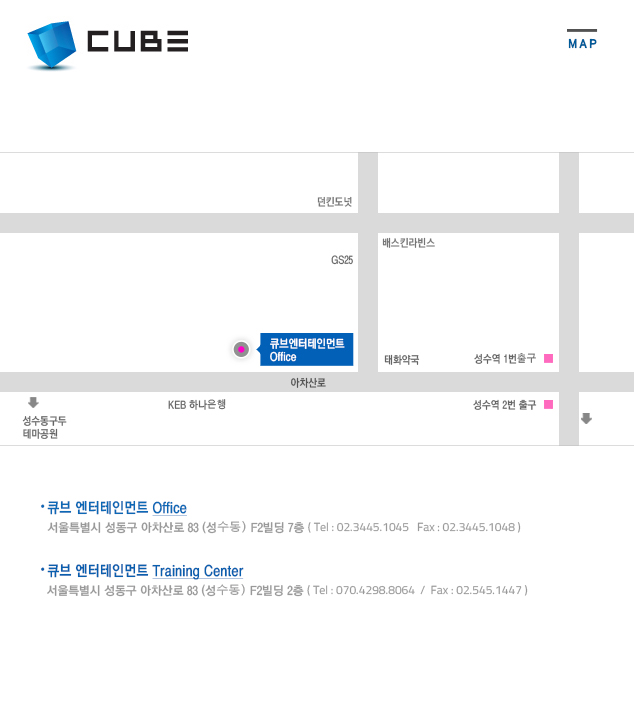 CUBE
MAP
던킨도넛
배스킨라빈스
GS25
큐브엔터테인먼트
Office
태화약국
성수역 1번출구
아차산로
KEB 하나은행
성수역 2번 출구
성수동구두
테마공원
• 큐브 엔터테인먼트 Office
서울특별시 성동구 아차산로 83 (성수동) F2빌딩 7층 ( Tel : 02.3445.1045 Fax : 02.3445.1048 )
• 큐브 엔터테인먼트 Training Center
서울특별시 성동구 아차산로 83 (성수동) F2빌딩 2층 ( Tel : 070.4298.8064 / Fax : 02.545.1447 )